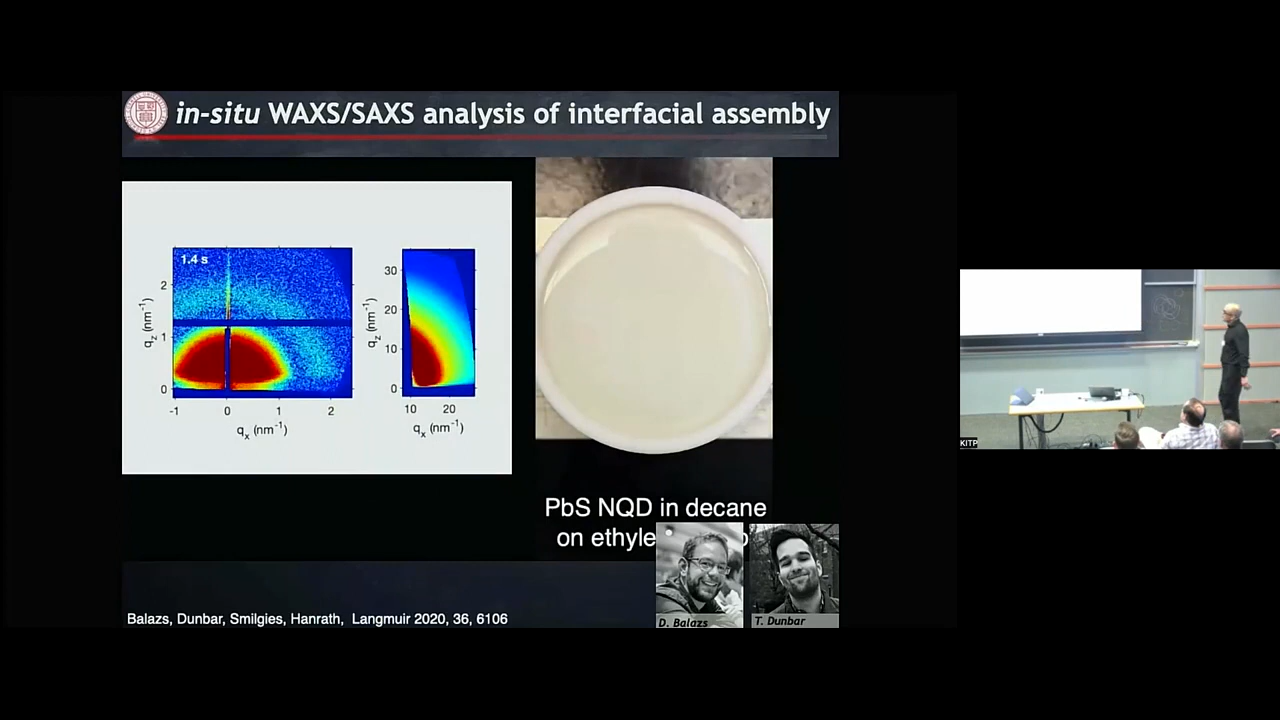 in-situ WAXS/SAXS analysis of interfacial assembly
1.4 s
2
1
0
-1
0
1
2
qz (nm-1)
qx (nm-1)
30
20
10
0
10
20
qz (nm-1)
qx (nm-1)
PbS NQD in decane
on ethyle
D. Balazs
T. Dunbar
Balazs, Dunbar, Smilgies, Hanrath, Langmuir 2020, 36, 6106
KITP